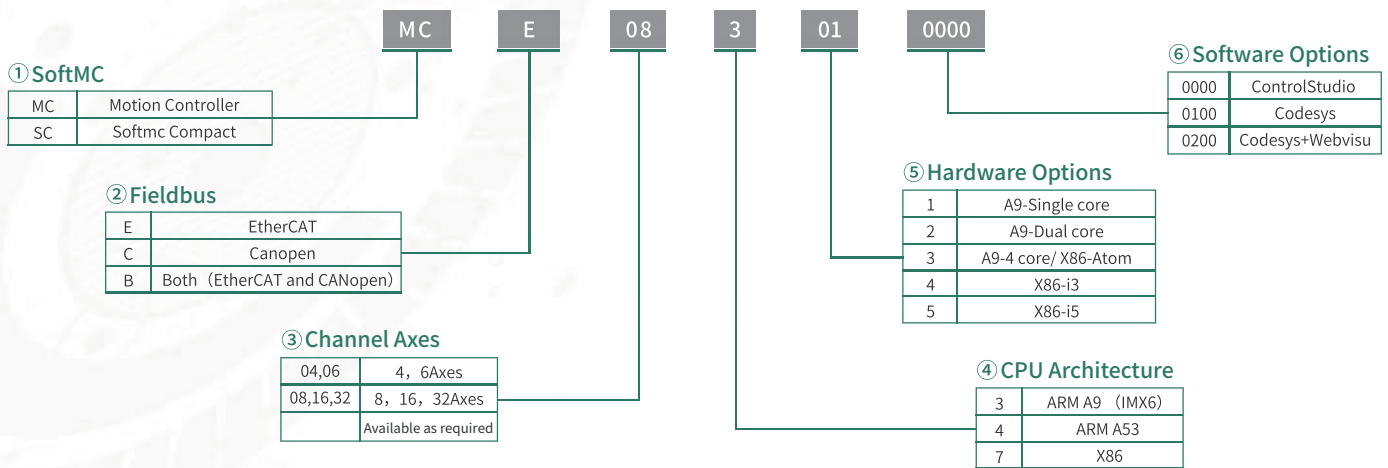 MC E 08 3 01 0000
①SoftMC
MC Motion Controller
SC Softmc Compact
②Fieldbus
E EtherCAT
C Canopen
B Both（EtherCAT and CANopen）
③Channel Axes
04,06 4，6Axes
08,16,32 8，16，32Axes
Available as required
④CPU Architecture
3 ARM A9 （IMX6）
4 ARM A53
7 X86
⑤Hardware Options
1 A9-Single core
2 A9-Dual core
3 A9-4 core/ X86-Atom
4 X86-i3
5 X86-i5
⑥Software Options
0000 ControlStudio
0100 Codesys
0200 Codesys+Webvisu